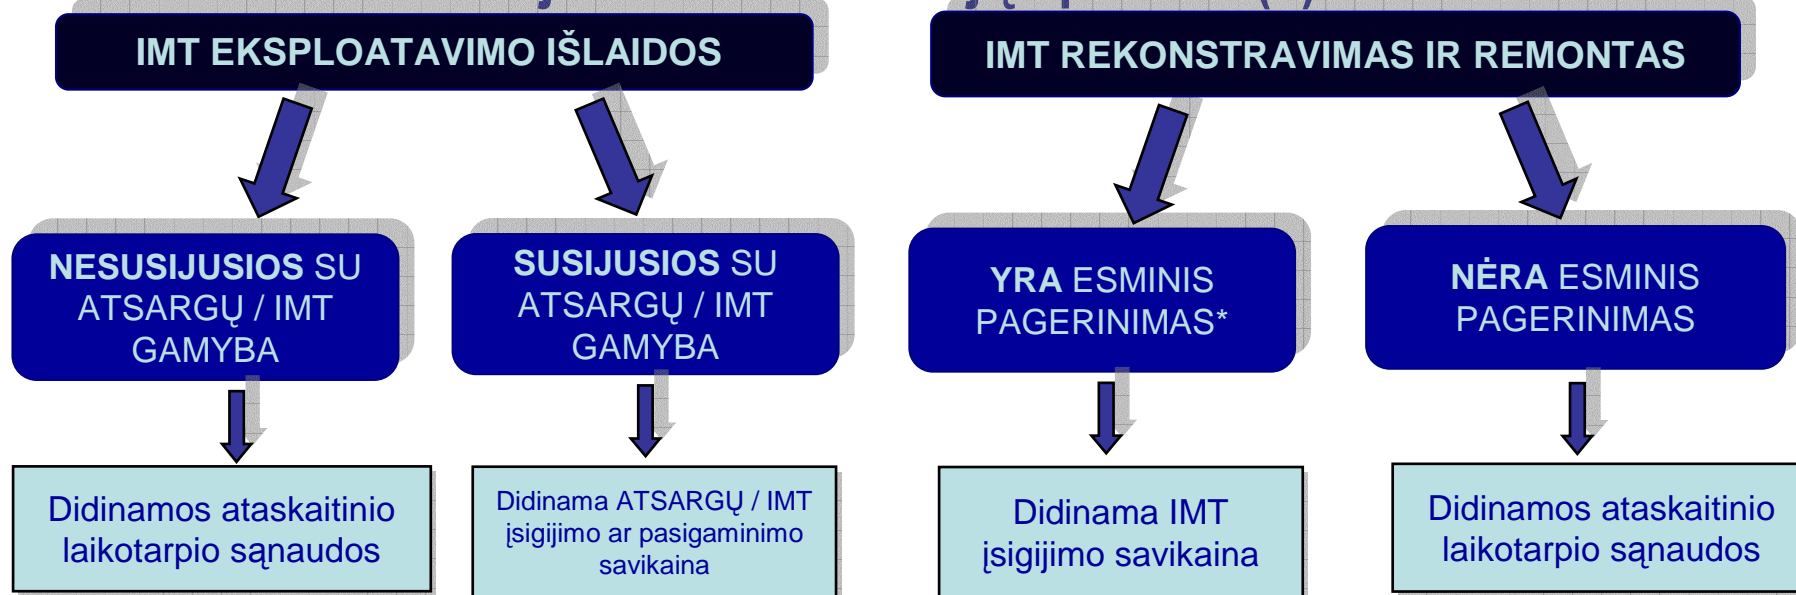 IMT EKSPLOATAVIMO IŠLAIDOS
IMT REKONSTRAVIMAS IR REMONTAS
NESUSIJUSIOS SU
ATSARGŲ / IMT
GAMYBA
SUSIJUSIOS SU
ATSARGŲ / IMT
GAMYBA
YRA ESMINIS
PAGERINIMAS*
NĖRA ESMINIS
PAGERINIMAS
Didinamos ataskaitinio
laikotarpio sąnaudos
Didinama ATSARGŲ / IMT
įsigijimo ar pasigaminimo
savikaina
Didinama IMT
įsigijimo savikaina
Didinamos ataskaitinio
laikotarpio sąnaudos